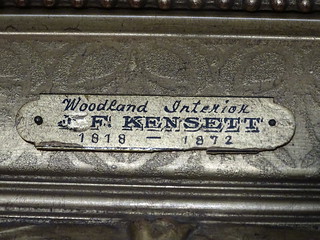 Woodland Interior
J. F. KENSETT
1818 — 1872